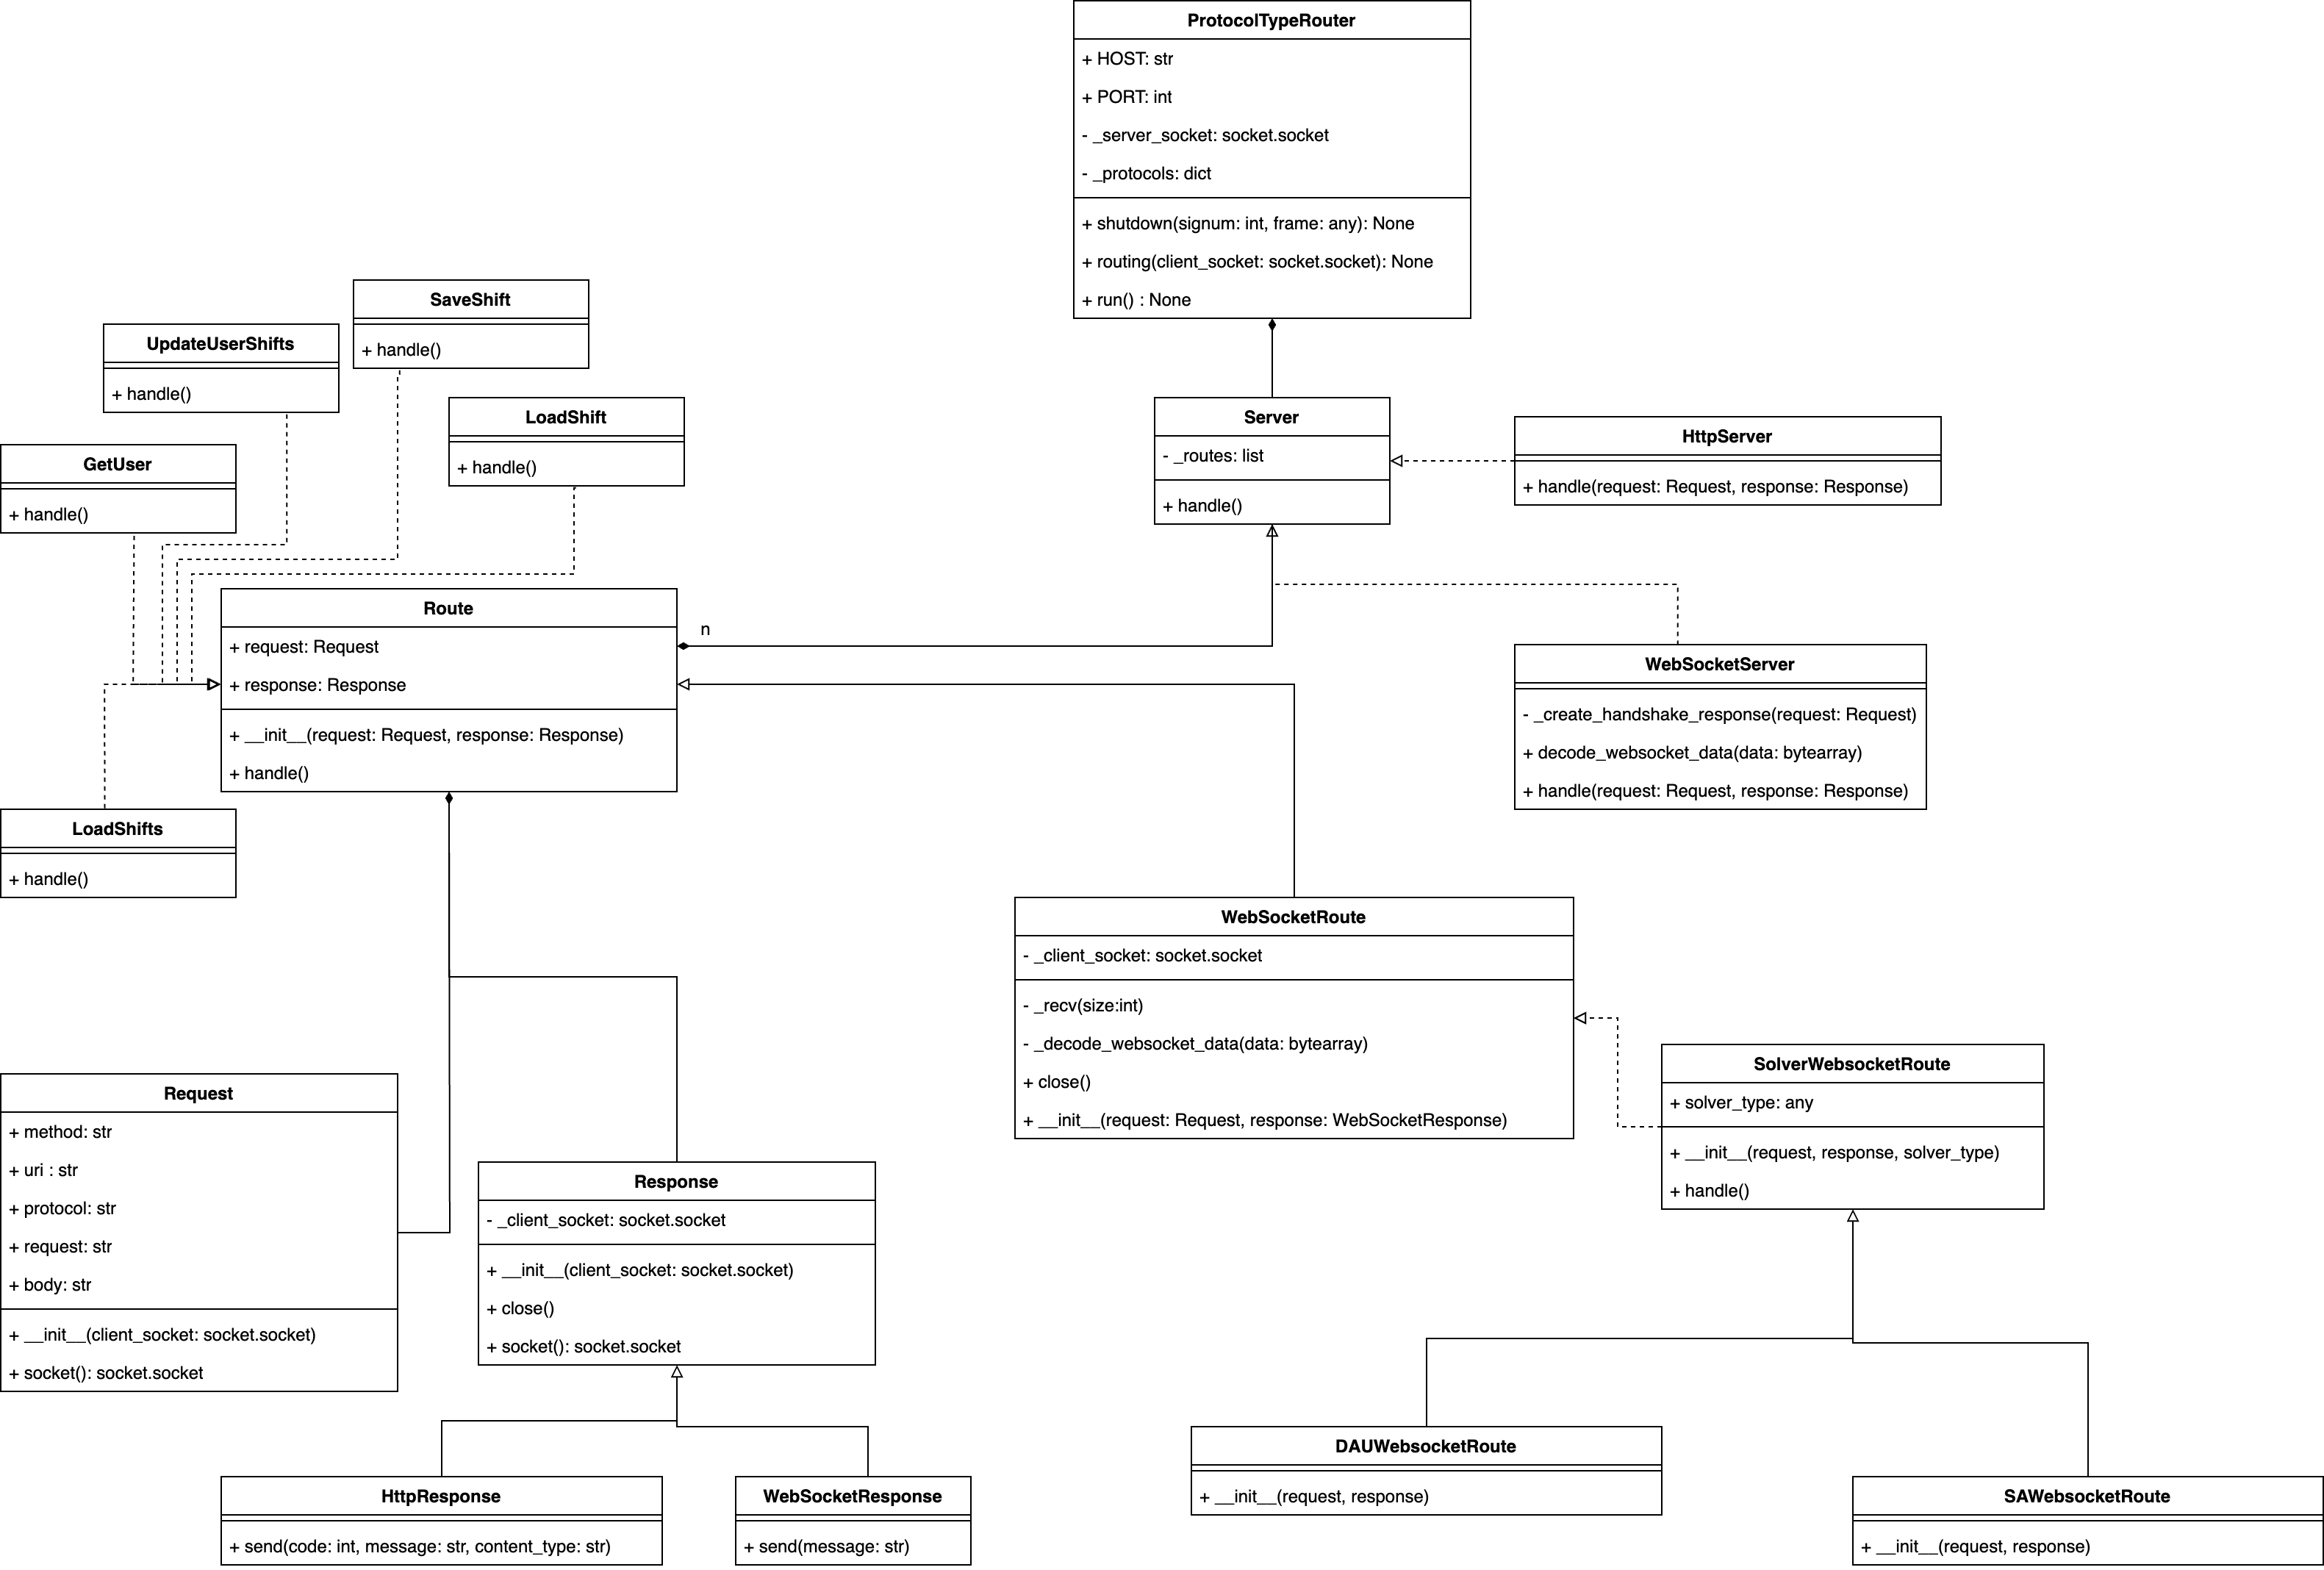 ProtocolTypeRouter
+ HOST: str
+ PORT: int
- _server_socket: socket.socket
- _protocols: dict
+ shutdown(signum: int, frame: any): None
+ routing(client_socket: socket.socket): None
+ run() : None
SaveShift
+ handle()
UpdateUserShifts
+ handle()
LoadShift
+ handle()
GetUser
+ handle()
Server
- _routes: list
+ handle()
HttpServer
+ handle(request: Request, response: Response)
Route
+ request: Request
+ response: Response
+ __init__(request: Request, response: Response)
+ handle()
n
WebSocketServer
- _create_handshake_response(request: Request)
+ decode_websocket_data(data: bytearray)
+ handle(request: Request, response: Response)
LoadShifts
+ handle()
WebSocketRoute
- _client_socket: socket.socket
- _recv(size:int)
- _decode_websocket_data(data: bytearray)
+ close()
+ __init__(request: Request, response: WebSocketResponse)
SolverWebsocketRoute
+ solver_type: any
+ __init__(request, response, solver_type)
+ handle()
Request
+ method: str
+ uri : str
+ protocol: str
+ request: str
+ body: str
+ __init__(client_socket: socket.socket)
+ socket(): socket.socket
Response
- _client_socket: socket.socket
+ __init__(client_socket: socket.socket)
+ close()
+ socket(): socket.socket
HttpResponse
+ send(code: int, message: str, content_type: str)
WebSocketResponse
+ send(message: str)
DAUWebsocketRoute
+ __init__(request, response)
SAWebsocketRoute
+ __init__(request, response)